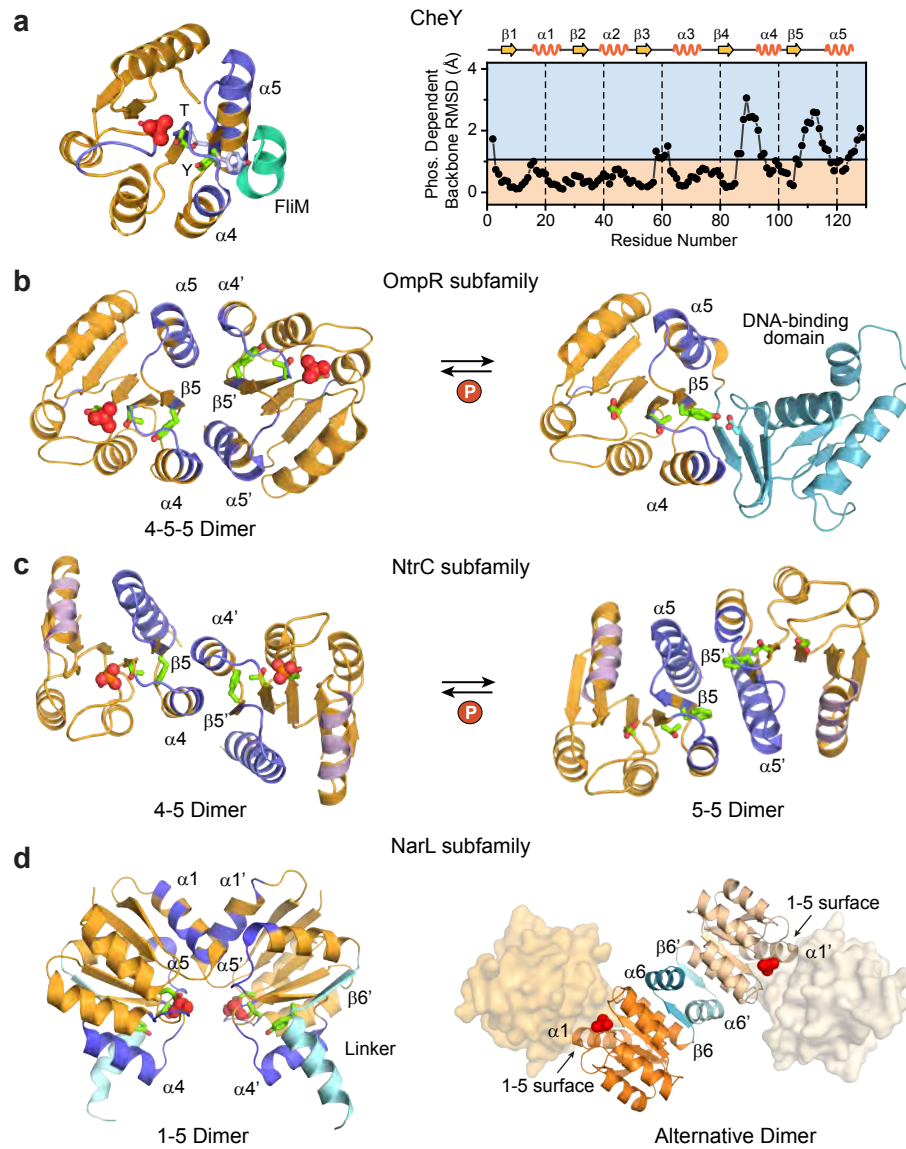 a
CheY
α5
T
Y
FliM
α4
β1 α1 β2 α2 β3 α3 β4 α4 β5 α5
Phos. Dependent
Backbone RMSD (Å)
4
2
0
0 20 40 60 80 100 120
Residue Number
b
OmpR subfamily
α5 α4'
β5
β5'
α4 α5'
4-5-5 Dimer
P
α5
DNA-binding
domain
β5
α4
c
NtrC subfamily
α4'
β5
β5'
α4
4-5 Dimer
P
α5
β5'
β5
α5'
5-5 Dimer
d
NarL subfamily
α1 α1'
α5 α5'
β6'
Linker
α4 α4'
1-5 Dimer
1-5 surface
β6'
α1'
α6
α1
α6'
β6
1-5 surface
Alternative Dimer